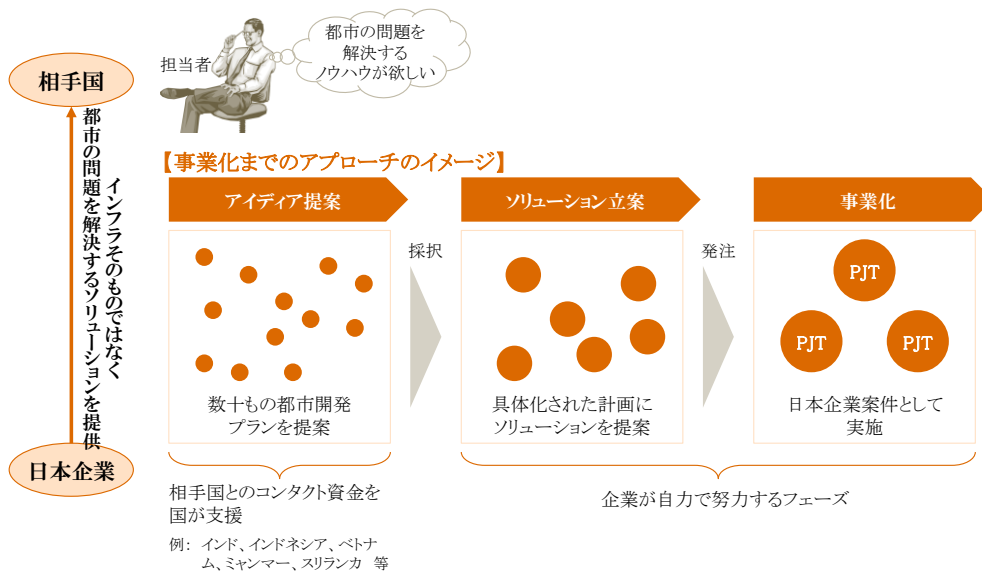 都市の問題を
解決する
ノウハウが欲しい
担当者
相手国
インフラそのものではなく
都市の問題を解決するソリューションを提供
日本企業
【事業化までのアプローチのイメージ】
アイディア提案
ソリューション立案
事業化
採択
発注
PJT
PJT
PJT
数十もの都市開発
プランを提案
具体化された計画に
ソリューションを提案
日本企業案件として
実施
相手国とのコンタクト資金を
国が支援
例： インド、インドネシア、ベトナ
ム、ミャンマー、スリランカ 等
企業が自力で努力するフェーズ